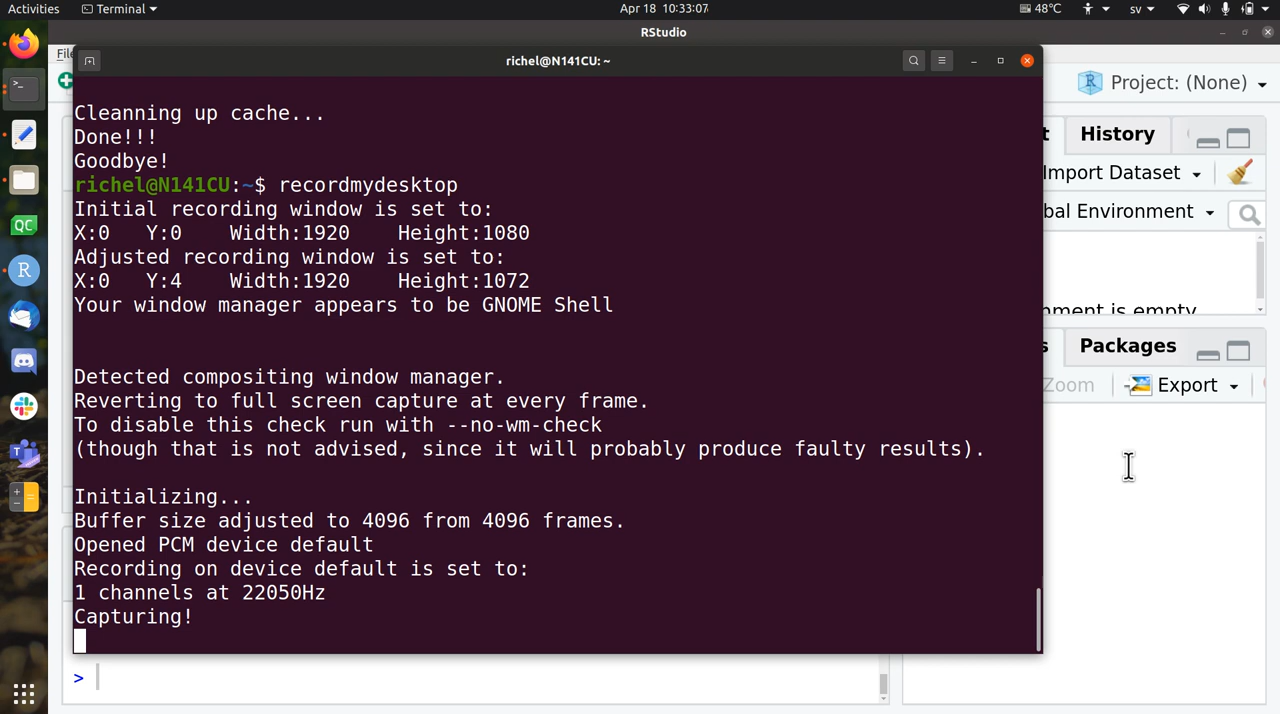 Activities
Terminal
Apr 18 10:33:07
48°C
sv
RStudio
File
richel@N141CU: ~
Project: (None)
Cleanning up cache...
Done!!!
Goodbye!
richel@N141CU:~$ recordmydesktop
Initial recording window is set to:
X:0 Y:0 Width:1920 Height:1080
Adjusted recording window is set to:
X:0 Y:4 Width:1920 Height:1072
Your window manager appears to be GNOME Shell
Detected compositing window manager.
Reverting to full screen capture at every frame.
To disable this check run with --no-wm-check
(though that is not advised, since it will probably produce faulty results).
Initializing...
Buffer size adjusted to 4096 from 4096 frames.
Opened PCM device default
Recording on device default is set to:
1 channels at 22050Hz
Capturing!
>
t
History
Import Dataset
bal Environment
nment is empty
s
Packages
Zoom
Export
QC
R